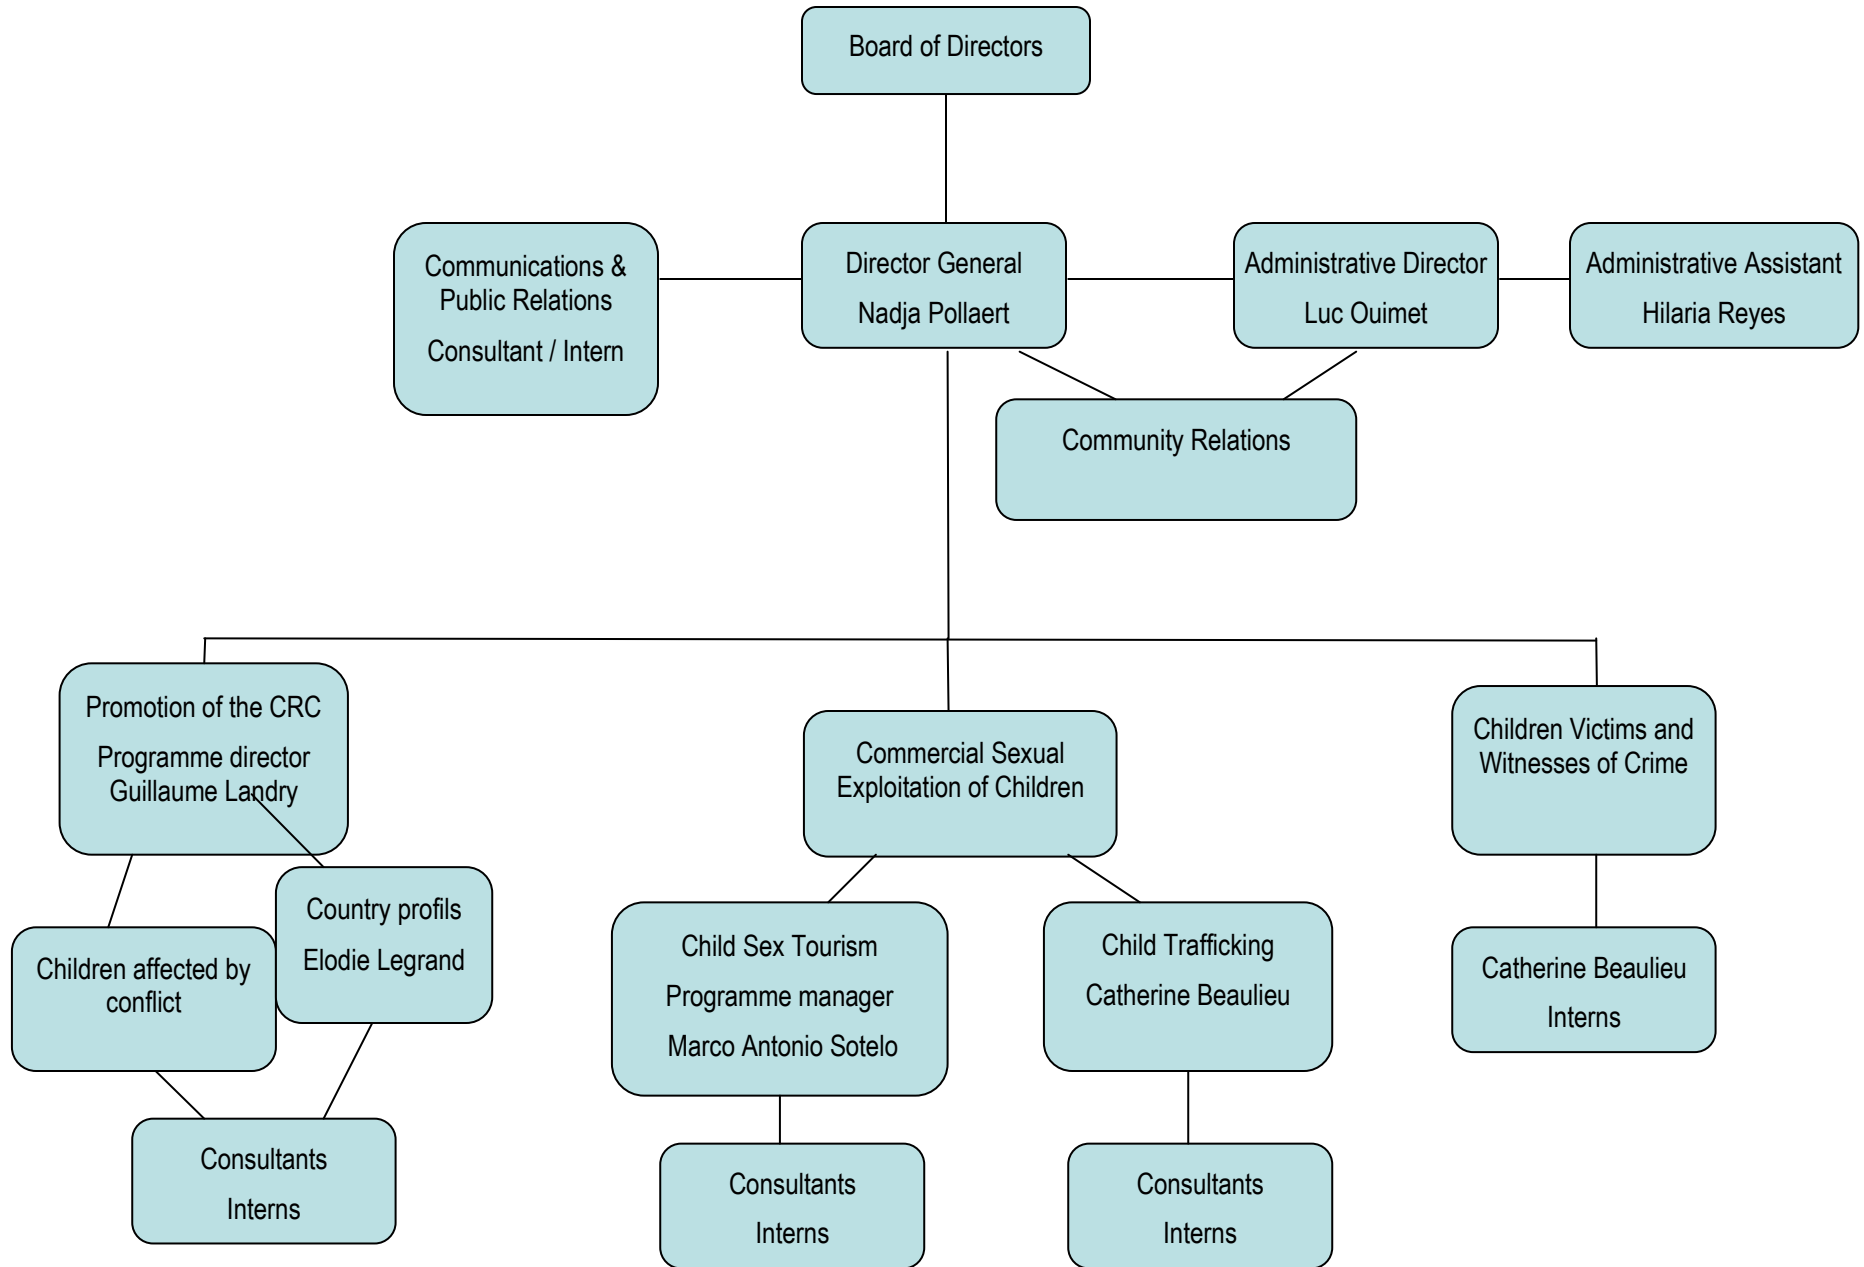 Board of Directors
Communications &
Public Relations
Consultant / Intern
Director General
Nadja Pollaert
Administrative Director
Luc Ouimet
Administrative Assistant
Hilaria Reyes
Community Relations
Promotion of the CRC
Programme director
Guillaume Landry
Commercial Sexual
Exploitation of Children
Children Victims and
Witnesses of Crime
Children affected by
conflict
Country profils
Elodie Legrand
Child Sex Tourism
Programme manager
Marco Antonio Sotelo
Child Trafficking
Catherine Beaulieu
Catherine Beaulieu
Interns
Consultants
Interns
Consultants
Interns
Consultants
Interns